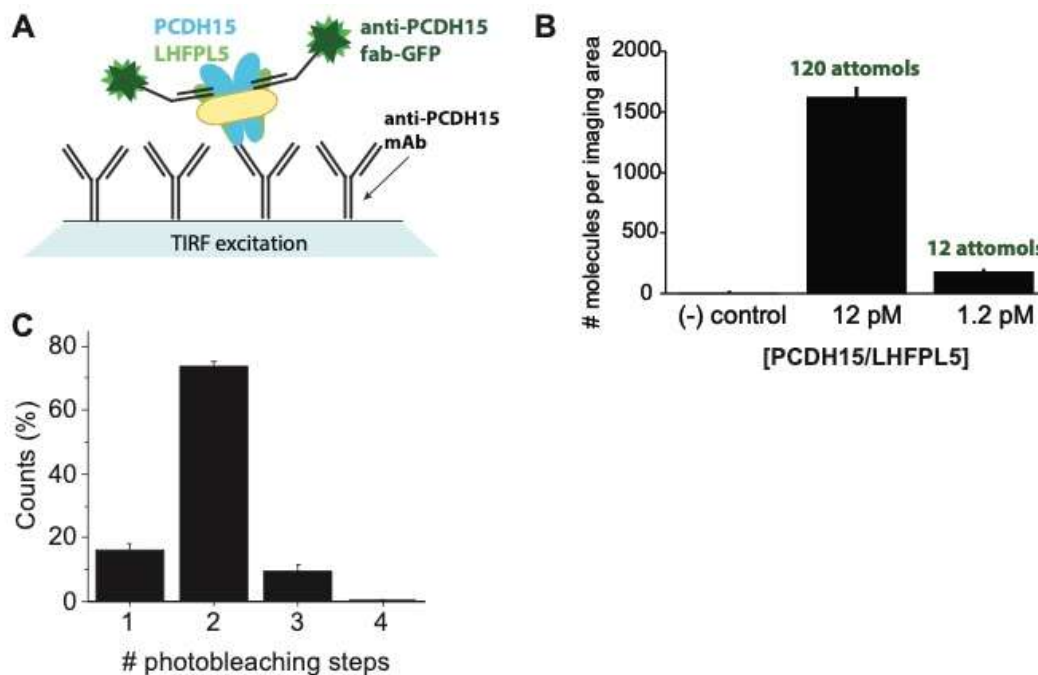 A
PCDH15
LHFPL5
anti-PCDH15
fab-GFP
anti-PCDH15
mAb
TIRF excitation
B
# molecules per imaging area
2000
1500
1000
500
0
120 attomols
12 attomols
(-) control
12 pM
1.2 pM
[PCDH15/LHFPL5]
C
Counts (%)
80
60
40
20
0
1
2
3
4
# photobleaching steps